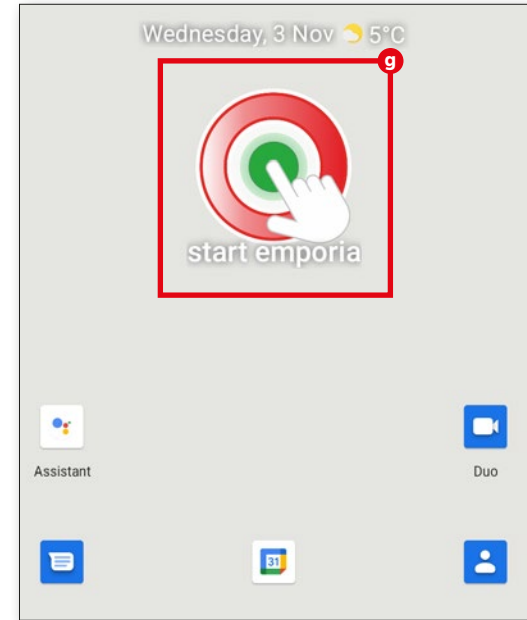 Wednesday, 3 Nov 5°C
g
start emporia
Assistant
Duo
31